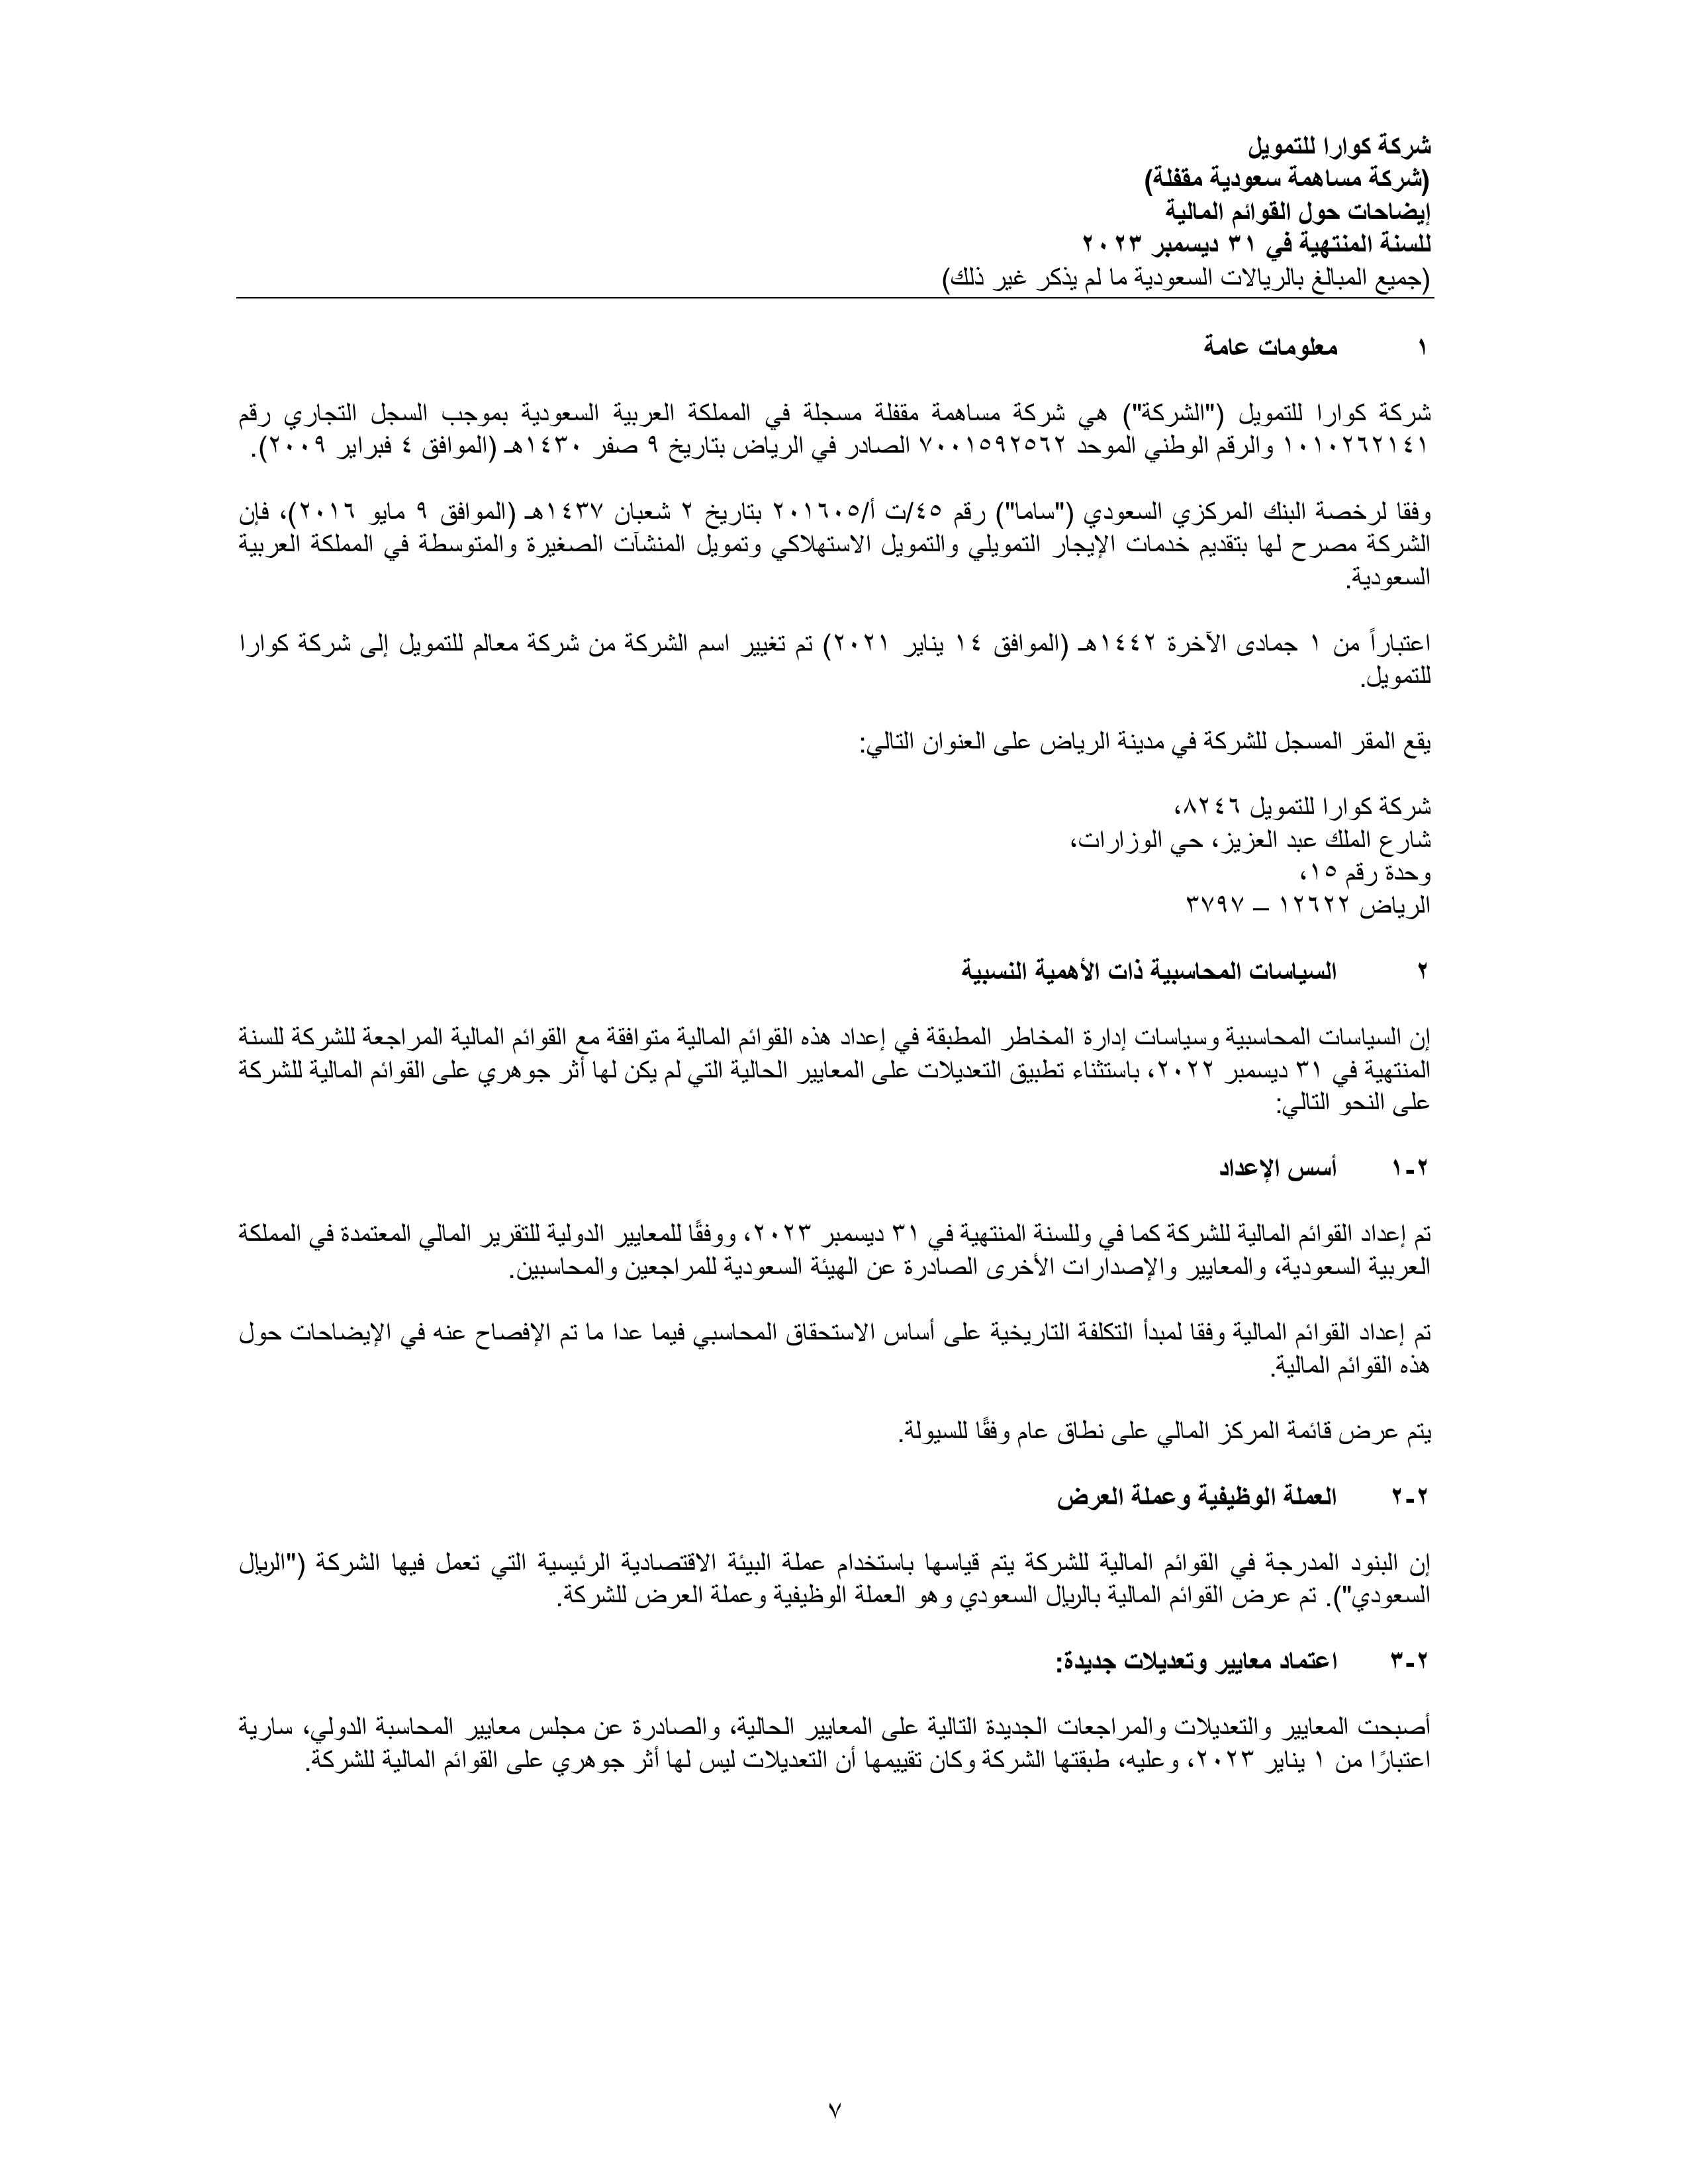 شركة كوارا للتمويل
(شركة مساهمة سعودية مقفلة)
إيضاحات حول القوائم المالية
للسنة المنتهية في ٣١ ديسمبر ٢٠٢٣
(جميع المبالغ بالريالات السعودية ما لم يذكر غير ذلك)
١ معلومات عامة
شركة كوارا للتمويل ("الشركة") هي شركة مساهمة مقفلة مسجلة في المملكة العربية السعودية بموجب السجل التجاري رقم
١٠١٠٢٦٢١٤١ والرقم الوطني الموحد ٧٠٠١٥٩٢٥٦٢ الصادر في الرياض بتاريخ ٩ صفر ١٤٣٠هـ (الموافق ٤ فبراير ٢٠٠٩).
وفقا لرخصة البنك المركزي السعودي ("ساما") رقم ٤٥/ت أ/٢٠١٦٠٥ بتاريخ ٢ شعبان ١٤٣٧هـ (الموافق ٩ مايو ٢٠١٦)، فإن
الشركة مصرح لها بتقديم خدمات الإيجار التمويلي والتمويل الاستهلاكي وتمويل المنشآت الصغيرة والمتوسطة في المملكة العربية
السعودية.
اعتباراً من ١ جمادى الآخرة ١٤٤٢هـ (الموافق ١٤ يناير ٢٠٢١) تم تغيير اسم الشركة من شركة معالم للتمويل إلى شركة كوارا
للتمويل.
يقع المقر المسجل للشركة في مدينة الرياض على العنوان التالي:
شركة كوارا للتمويل ٨٢٤٦،
شارع الملك عبد العزيز، حي الوزارات،
وحدة رقم ١٥،
الرياض ١٢٦٢٢ – ٣٧٩٧
٢ السياسات المحاسبية ذات الأهمية النسبية
إن السياسات المحاسبية وسياسات إدارة المخاطر المطبقة في إعداد هذه القوائم المالية متوافقة مع القوائم المالية المراجعة للشركة للسنة
المنتهية في ٣١ ديسمبر ٢٠٢٢، باستثناء تطبيق التعديلات على المعايير الحالية التي لم يكن لها أثر جوهري على القوائم المالية للشركة
على النحو التالي:
٢-١ أسس الإعداد
تم إعداد القوائم المالية للشركة كما في وللسنة المنتهية في ٣١ ديسمبر ٢٠٢٣، ووفقًا للمعايير الدولية للتقرير المالي المعتمدة في المملكة
العربية السعودية، والمعايير والإصدارات الأخرى الصادرة عن الهيئة السعودية للمراجعين والمحاسبين.
تم إعداد القوائم المالية وفقا لمبدأ التكلفة التاريخية على أساس الاستحقاق المحاسبي فيما عدا ما تم الإفصاح عنه في الإيضاحات حول
هذه القوائم المالية.
يتم عرض قائمة المركز المالي على نطاق عام وفقًا للسيولة.
٢-٢ العملة الوظيفية وعملة العرض
إن البنود المدرجة في القوائم المالية للشركة يتم قياسها باستخدام عملة البيئة الاقتصادية الرئيسية التي تعمل فيها الشركة ("الريال
السعودي"). تم عرض القوائم المالية بالريال السعودي وهو العملة الوظيفية وعملة العرض للشركة.
٢-٣ اعتماد معايير وتعديلات جديدة:
أصبحت المعايير والتعديلات والمراجعات الجديدة التالية على المعايير الحالية، والصادرة عن مجلس معايير المحاسبة الدولي، سارية
اعتبارًا من ١ يناير ٢٠٢٣، وعليه، طبقتها الشركة وكان تقييمها أن التعديلات ليس لها أثر جوهري على القوائم المالية للشركة.
٧